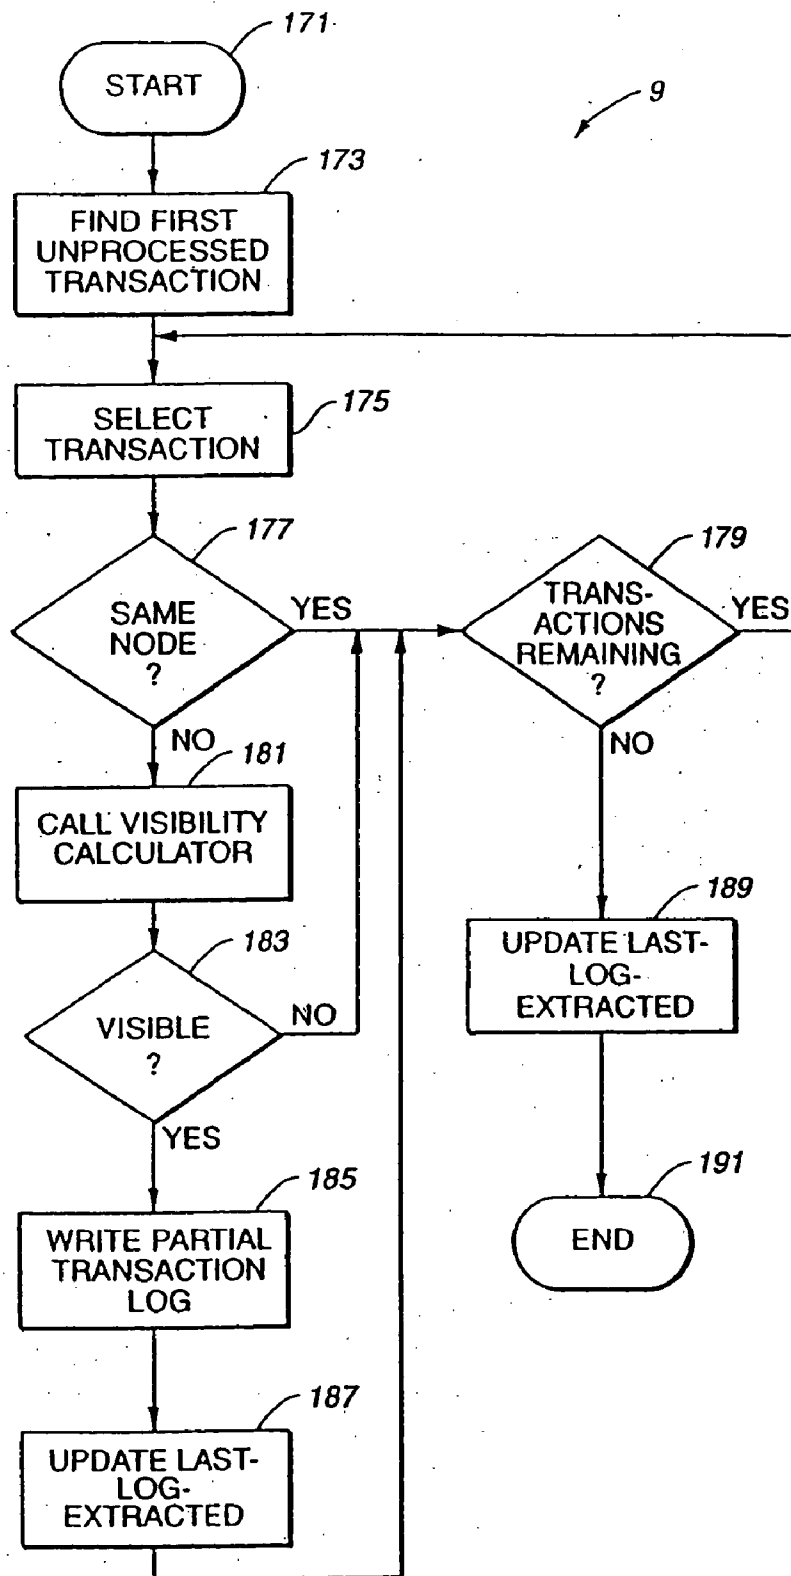 171
START
9
173
FIND FIRST
UNPROCESSED
TRANSACTION
175
SELECT
TRANSACTION
177
SAME
NODE
?
YES
NO
179
TRANS-
ACTIONS
REMAINING
?
YES
NO
181
CALL VISIBILITY
CALCULATOR
183
VISIBLE
?
NO
YES
189
UPDATE LAST-
LOG-
EXTRACTED
185
WRITE PARTIAL
TRANSACTION
LOG
191
END
187
UPDATE LAST-
LOG-
EXTRACTED